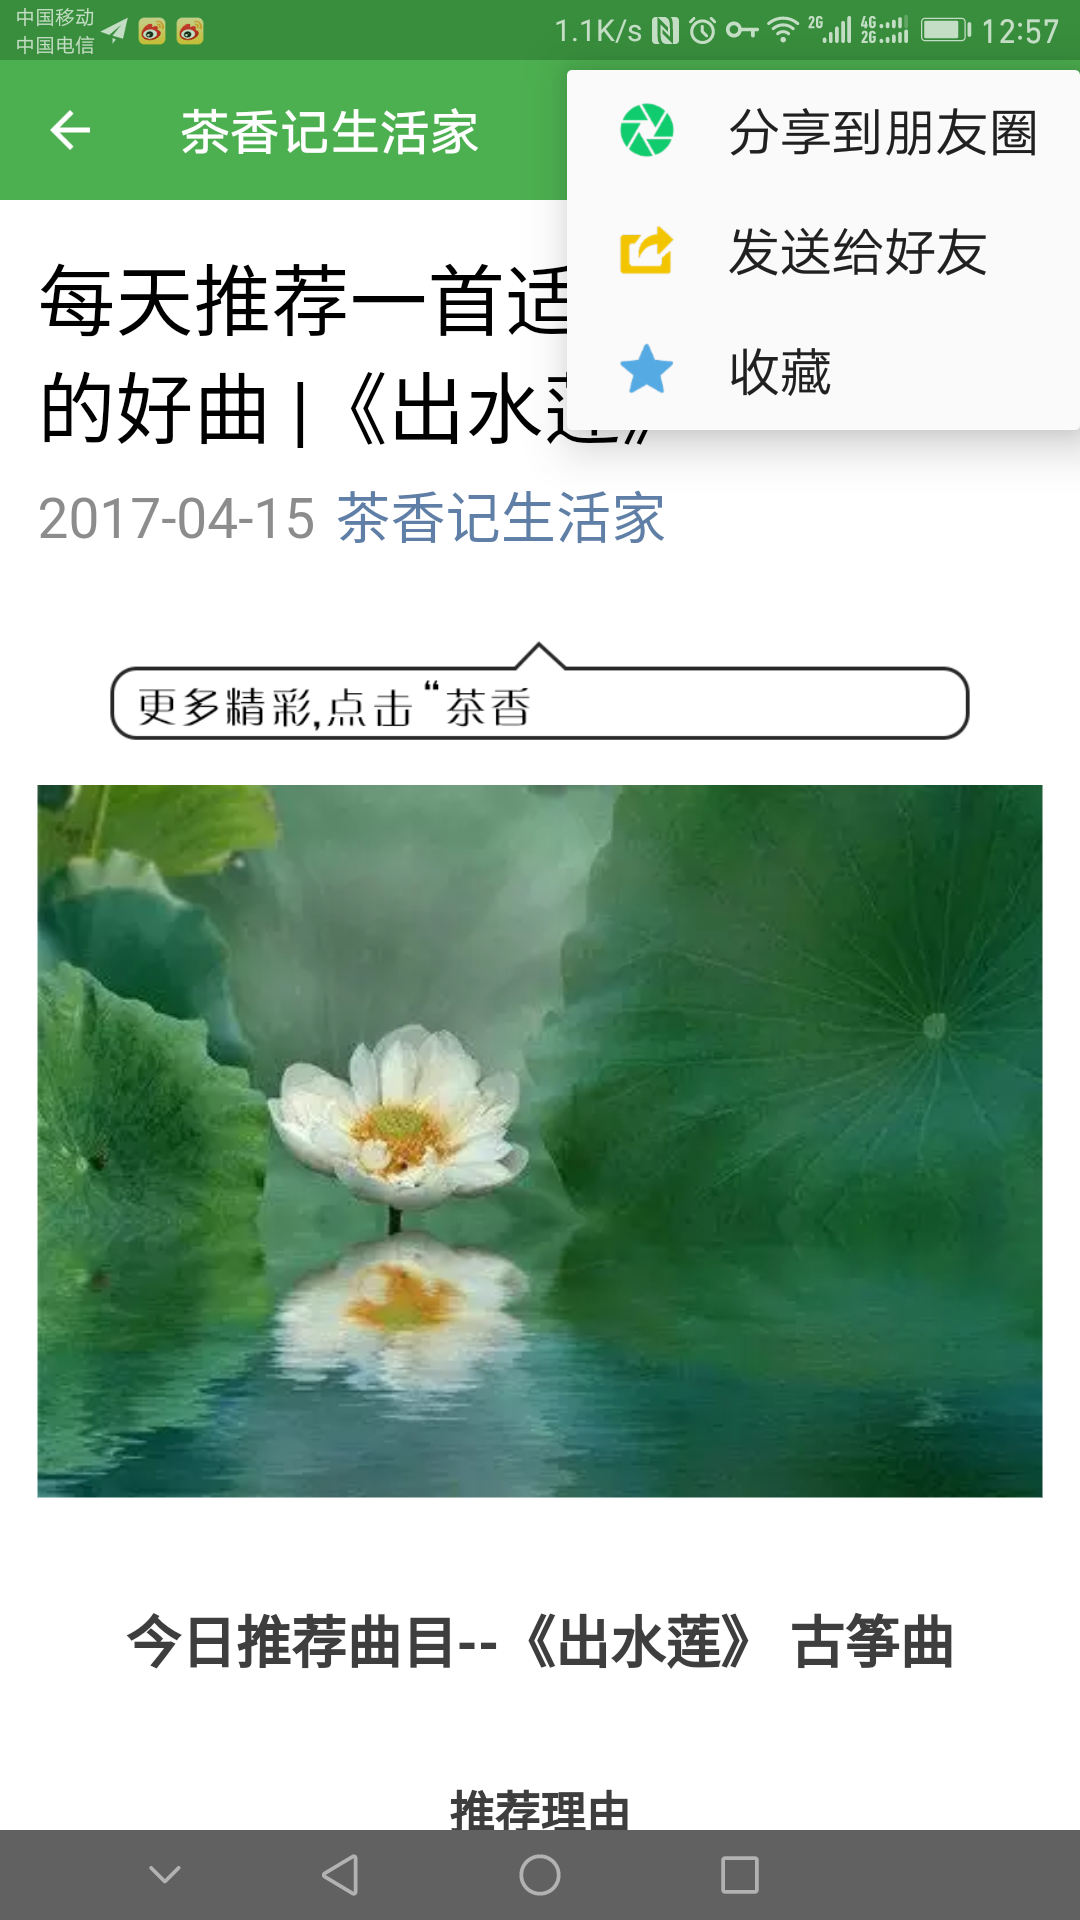 中国移动
中国电信
1.1K/s 2G 4G 2G 12:57
茶香记生活家
分享到朋友圈
发送给好友
收藏
每天推荐一首适
的好曲 |《出水莲》
2017-04-15 茶香记生活家
更多精彩,点击“茶香
今日推荐曲目--《出水莲》 古筝曲
推荐理由